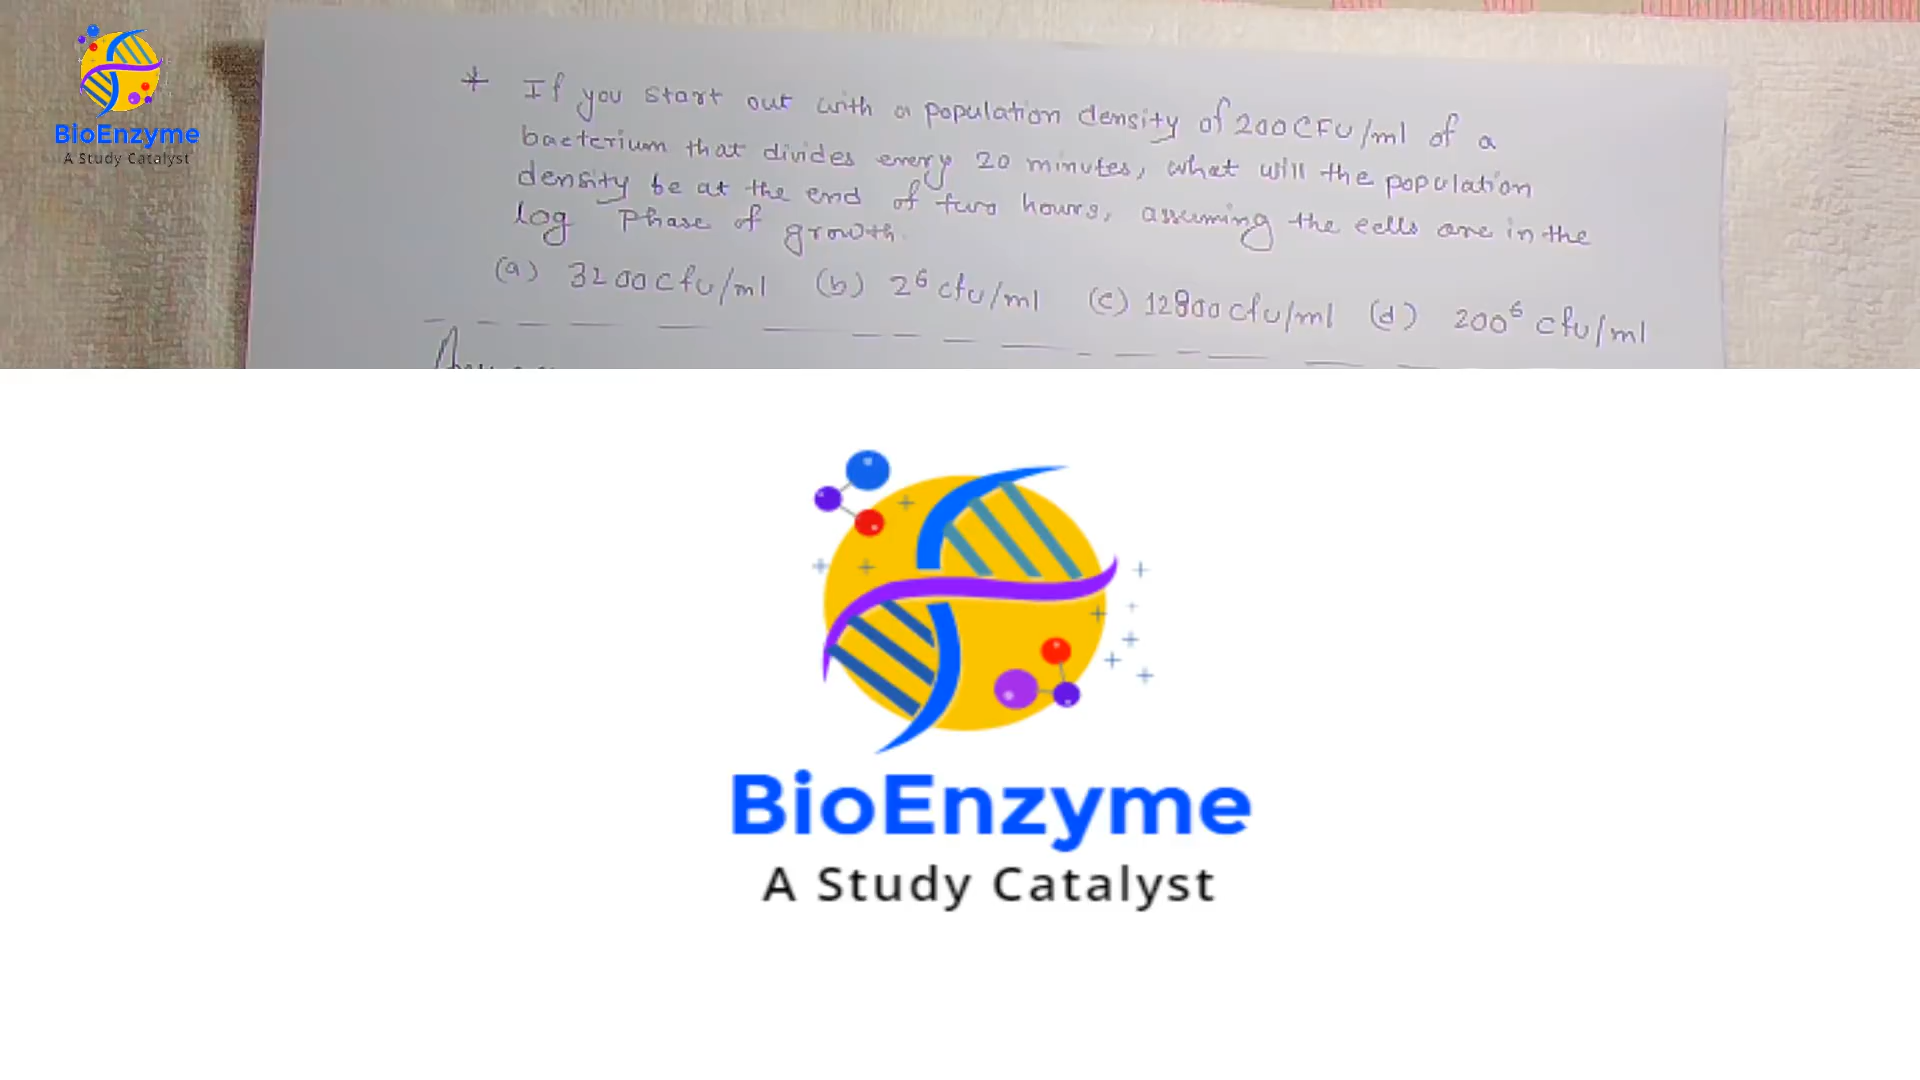 BioEnzyme
A Study Catalyst
* If you start out with a population density of 200 CFU/ml of a
bacterium that divides every 20 minutes, what will the population
density be at the end of two hours, assuming the cells are in the
log phase of growth.
(a) 3200 cfu/ml (b) 2⁶ cfu/ml (c) 12800 cfu/ml (d) 200⁶ cfu/ml
BioEnzyme
A Study Catalyst